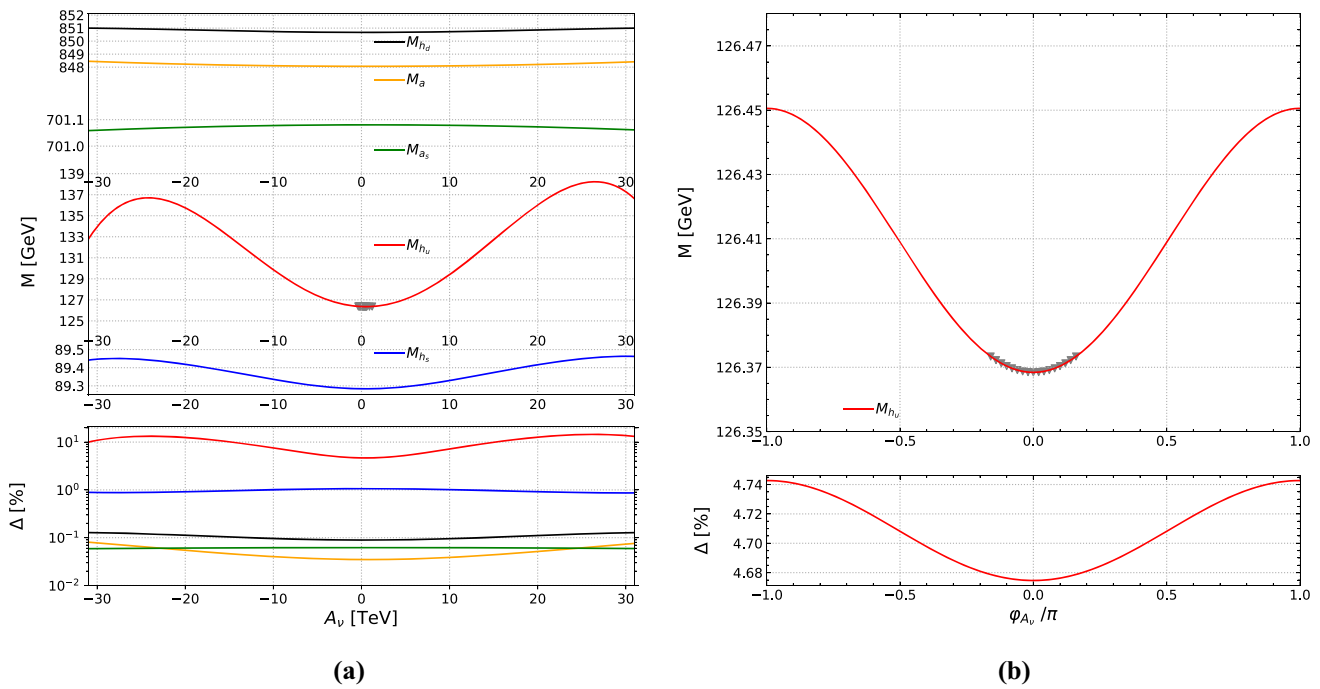 852
851
850
849
848
M_{h_d}
M_a
701.1
701.0
M_{a_s}
139
−30 −20 −10 0 10 20 30
137
135
133
131
129
127
125
M_{h_u}
M [GeV]
−30 −20 −10 0 10 20 30
89.5
89.4
89.3
M_{h_s}
−30 −20 −10 0 10 20 30
10^1
10^0
10^{−1}
10^{−2}
Δ [%]
−30 −20 −10 0 10 20 30
A_ν [TeV]
(a)
126.47
126.45
126.43
126.41
126.39
126.37
126.35
M [GeV]
M_{h_u}
−1.0 −0.5 0.0 0.5 1.0
4.74
4.72
4.70
4.68
Δ [%]
−1.0 −0.5 0.0 0.5 1.0
φ_{A_ν} /π
(b)